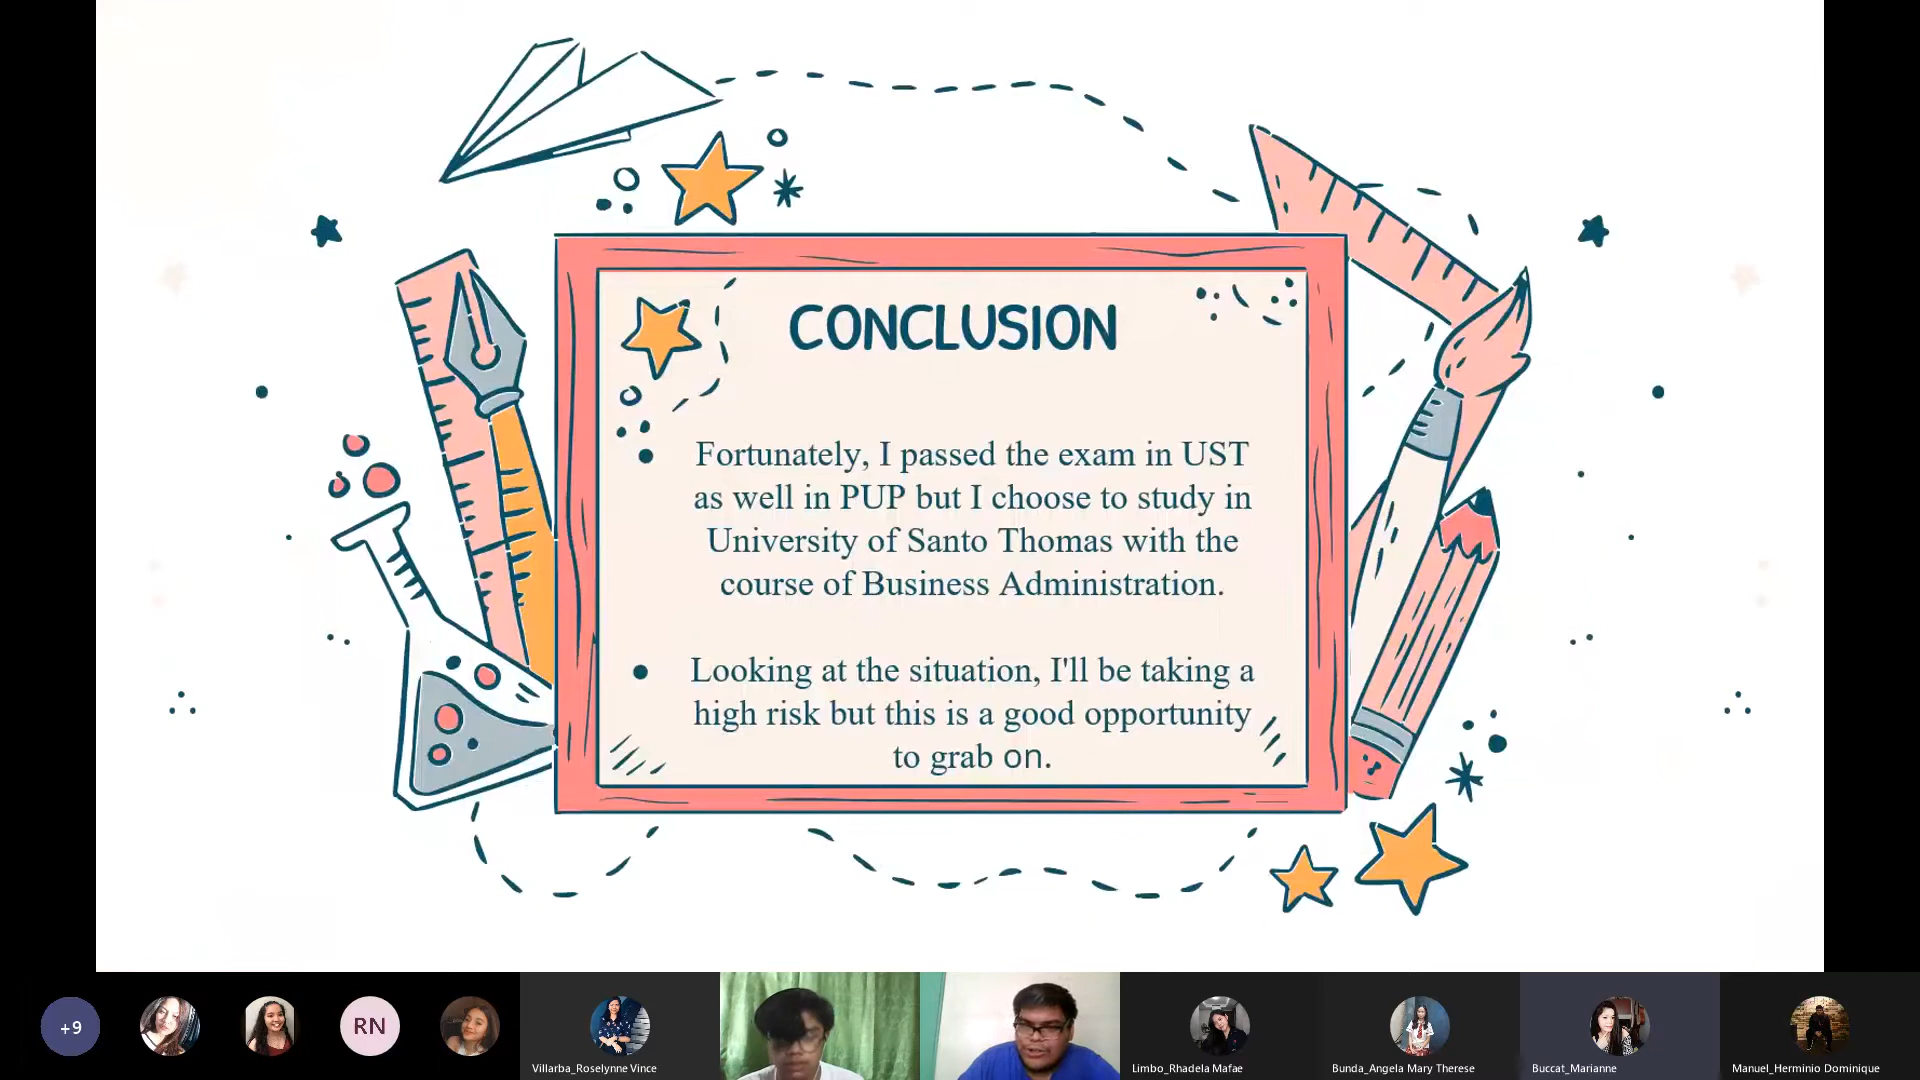 CONCLUSION
● Fortunately, I passed the exam in UST
as well in PUP but I choose to study in
University of Santo Thomas with the
course of Business Administration.
● Looking at the situation, I'll be taking a
high risk but this is a good opportunity
to grab on.
+9
RN
Villarba_Roselynne Vince
Limbo_Rhadela Mafae
Bunda_Angela Mary Therese
Buccat_Marianne
Manuel_Herminio Dominique